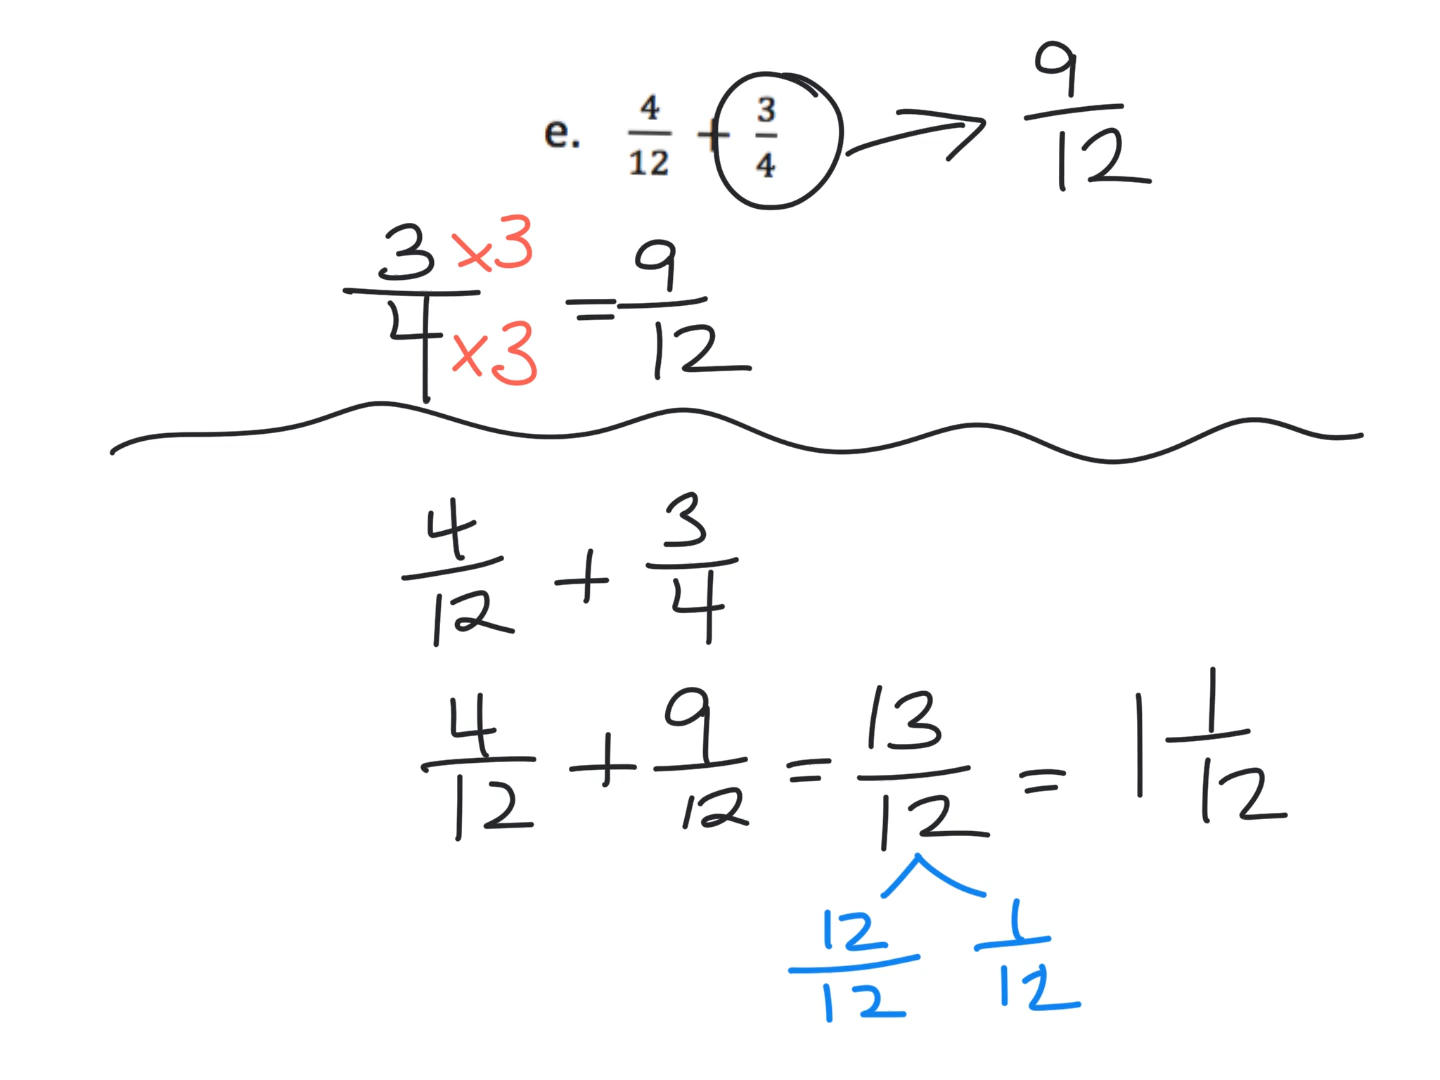 e. 4/12 + 3/4 → 9/12
3×3/4×3 = 9/12
4/12 + 3/4
4/12 + 9/12 = 13/12 = 1 1/12
12/12 1/12